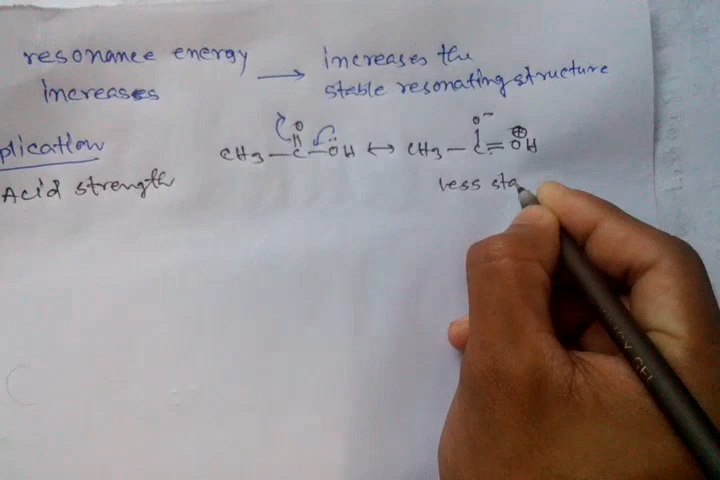 resonance energy increases → increases the
stable resonating structure
plication
Acid strength
CH3 — C — OH ↔ CH3 — C = OH
O
O⁻
⊕
less sta